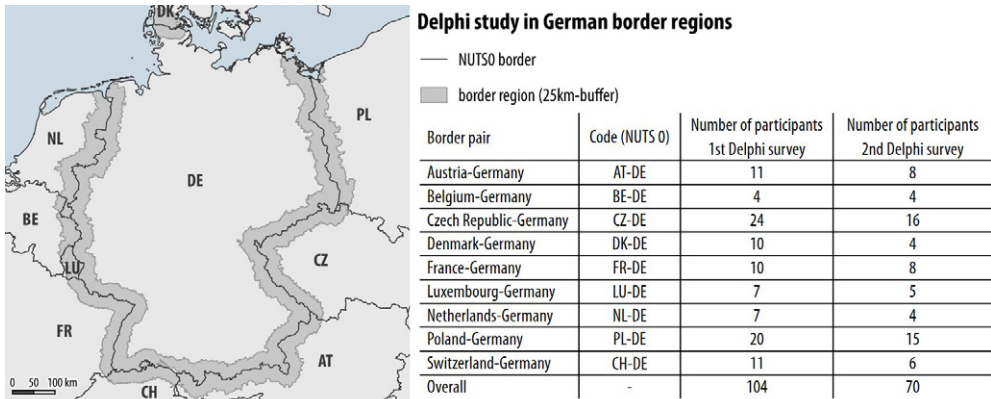 DK
NL
PL
DE
BE
LU
CZ
FR
AT
CH
0 50 100 km
Delphi study in German border regions
NUTS0 border
border region (25km-buffer)
Border pair Code (NUTS 0) Number of participants 1st Delphi survey Number of participants 2nd Delphi survey
Austria-Germany AT-DE 11 8
Belgium-Germany BE-DE 4 4
Czech Republic-Germany CZ-DE 24 16
Denmark-Germany DK-DE 10 4
France-Germany FR-DE 10 8
Luxembourg-Germany LU-DE 7 5
Netherlands-Germany NL-DE 7 4
Poland-Germany PL-DE 20 15
Switzerland-Germany CH-DE 11 6
Overall - 104 70